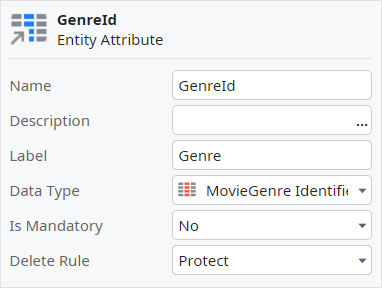 GenreId
Entity Attribute
Name GenreId
Description ...
Label Genre
Data Type MovieGenre Identifie
Is Mandatory No
Delete Rule Protect